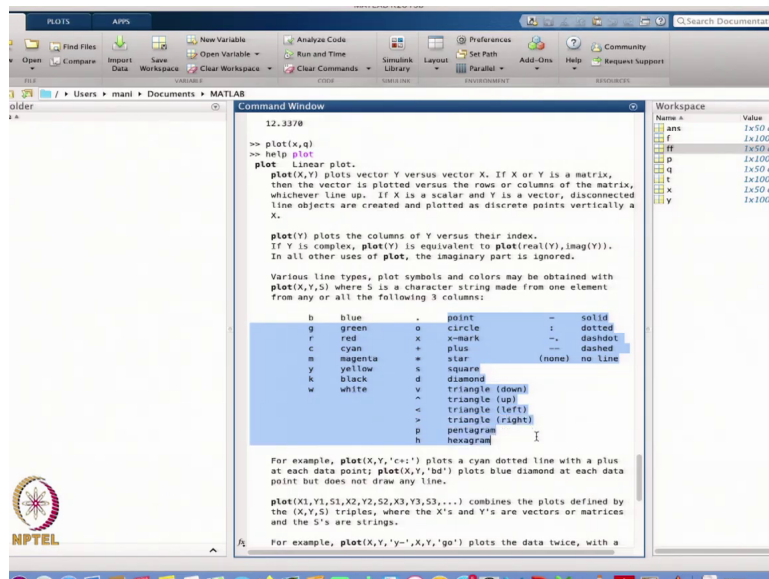 PLOTS APPS
Search Documentat
Open
Find Files
Compare
Import Data
Save Workspace
New Variable
Open Variable
Clear Workspace
Analyze Code
Run and Time
Clear Commands
Simulink Library
Layout
Preferences
Set Path
Parallel
Add-Ons
Help
Community
Request Support
FILE VARIABLE CODE SIMULINK ENVIRONMENT RESOURCES
/ ▸ Users ▸ mani ▸ Documents ▸ MATLAB
older
Command Window
Workspace
12.3370
>> plot(x,q)
>> help plot
plot Linear plot.
plot(X,Y) plots vector Y versus vector X. If X or Y is a matrix,
then the vector is plotted versus the rows or columns of the matrix,
whichever line up. If X is a scalar and Y is a vector, disconnected
line objects are created and plotted as discrete points vertically a
X.
plot(Y) plots the columns of Y versus their index.
If Y is complex, plot(Y) is equivalent to plot(real(Y),imag(Y)).
In all other uses of plot, the imaginary part is ignored.
Various line types, plot symbols and colors may be obtained with
plot(X,Y,S) where S is a character string made from one element
from any or all the following 3 columns:
b blue . point - solid
g green o circle : dotted
r red x x-mark -. dashdot
c cyan + plus -- dashed
m magenta * star (none) no line
y yellow s square
k black d diamond
w white v triangle (down)
^ triangle (up)
< triangle (left)
> triangle (right)
p pentagram
h hexagram
For example, plot(X,Y,'c+:') plots a cyan dotted line with a plus
at each data point; plot(X,Y,'bd') plots blue diamond at each data
point but does not draw any line.
plot(X1,Y1,S1,X2,Y2,S2,X3,Y3,S3,...) combines the plots defined by
the (X,Y,S) triples, where the X's and Y's are vectors or matrices
and the S's are strings.
fx For example, plot(X,Y,'y-',X,Y,'go') plots the data twice, with a
Name Value
ans 1x50 d
f 1x100
ff 1x50 d
p 1x100
q 1x50 d
t 1x100
x 1x50 d
y 1x100
NPTEL